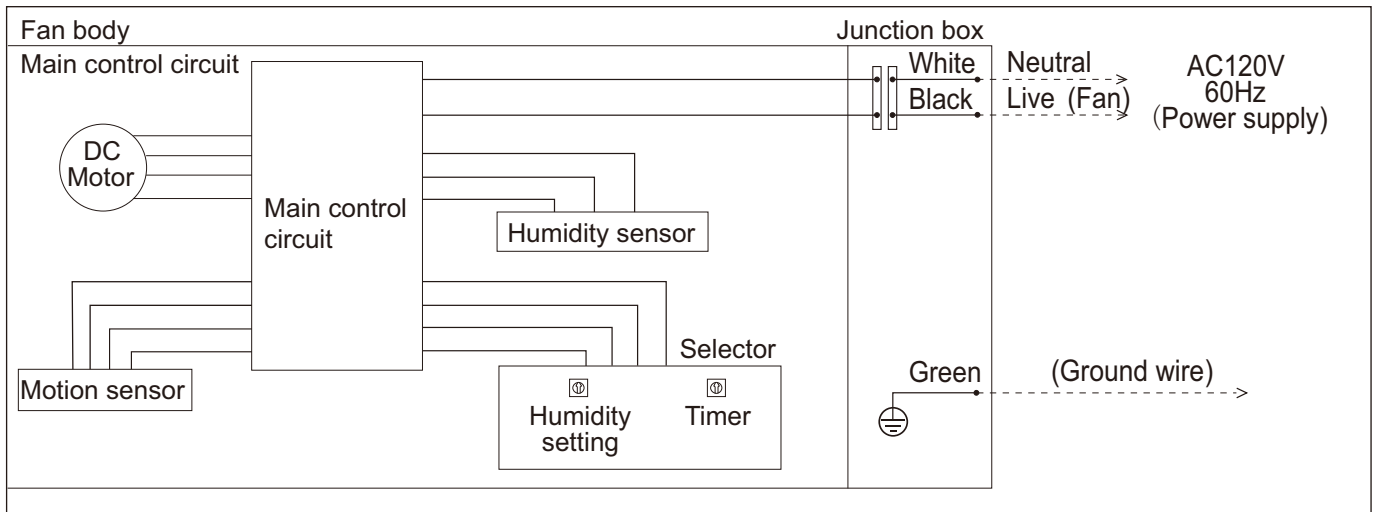 Fan body
Junction box
Main control circuit
White
Neutral
AC120V
60Hz
(Power supply)
Black
Live (Fan)
DC
Motor
Main control
circuit
Humidity sensor
Motion sensor
Selector
Humidity
setting
Timer
Green
(Ground wire)